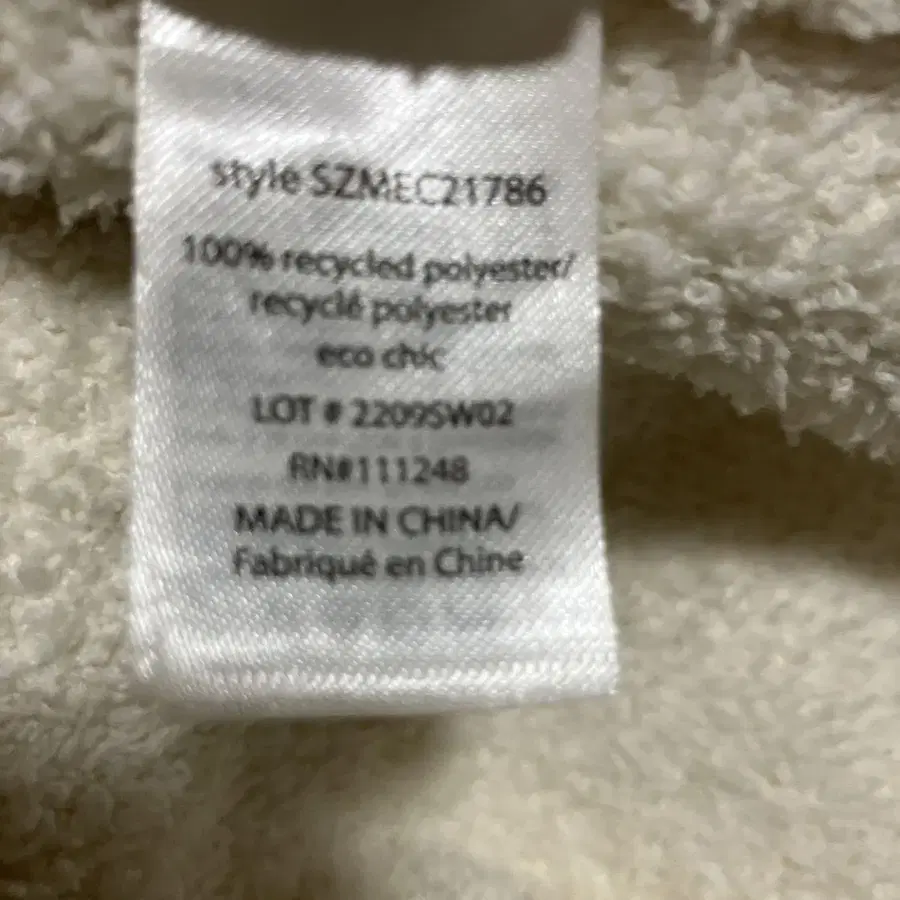 style SZMEC21786
100% recycled polyester/
recyclé polyester
eco chic
LOT # 2209SW02
RN#111248
MADE IN CHINA/
Fabriqué en Chine